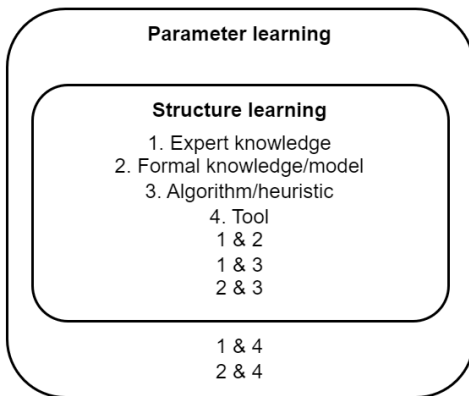 Parameter learning
Structure learning
1. Expert knowledge
2. Formal knowledge/model
3. Algorithm/heuristic
4. Tool
1 & 2
1 & 3
2 & 3
1 & 4
2 & 4